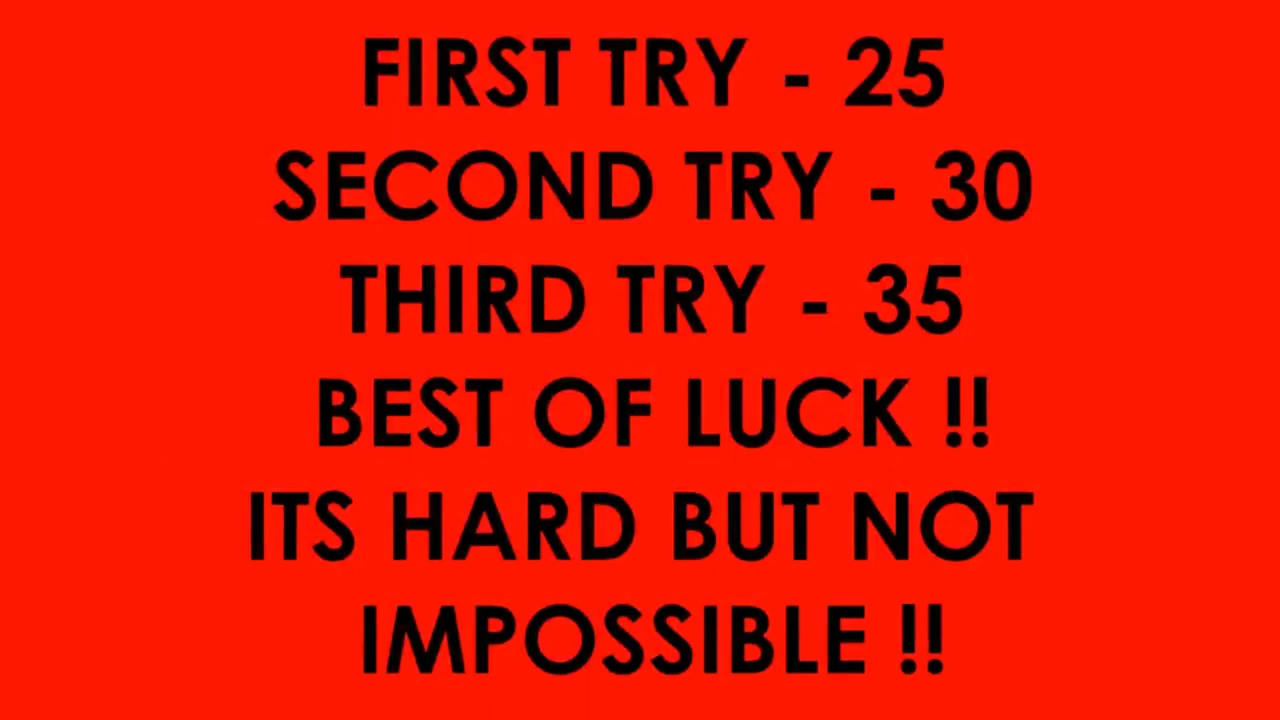 FIRST TRY - 25
SECOND TRY - 30
THIRD TRY - 35
BEST OF LUCK !!
ITS HARD BUT NOT
IMPOSSIBLE !!